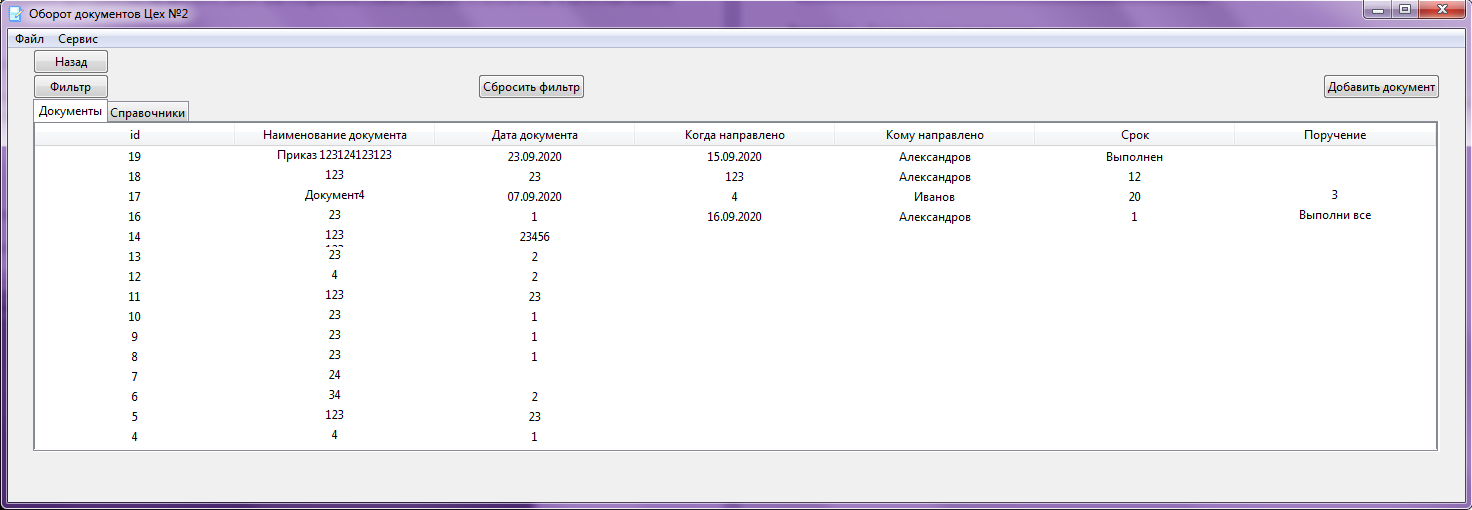 Оборот документов Цех №2
Файл Сервис
Назад
Фильтр Сбросить фильтр Добавить документ
Документы Справочники
id Наименование документа Дата документа Когда направлено Кому направлено Срок Поручение
19 Приказ 123124123123 23.09.2020 15.09.2020 Александров Выполнен
18 123 23 123 Александров 12
17 Документ4 07.09.2020 4 Иванов 20 3
16 23 1 16.09.2020 Александров 1 Выполни все
14 123 23456
13 23 2
12 4 2
11 123 23
10 23 1
9 23 1
8 23 1
7 24
6 34 2
5 123 23
4 4 1